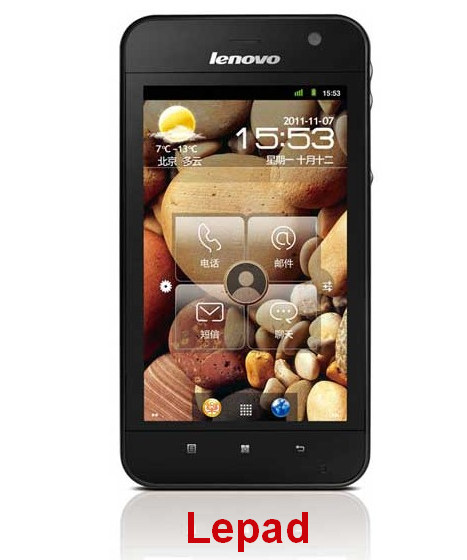 lenovo
15:53
2011-11-07
15:53
7℃~13℃
北京 多云
星期一 十月十二
电话
邮件
短信
聊天
Lepad